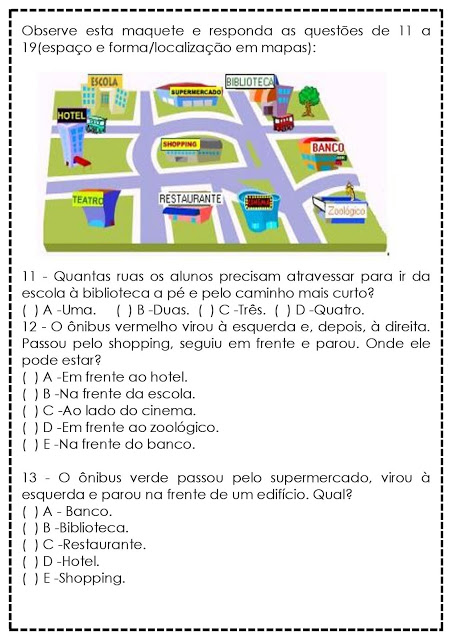 Observe esta maquete e responda as questões de 11 a
19(espaço e forma/localização em mapas):
ESCOLA
SUPERMERCADO
BIBLIOTECA
HOTEL
SHOPPING
BANCO
TEATRO
RESTAURANTE
CINEMA
Zoológico
11 - Quantas ruas os alunos precisam atravessar para ir da
escola à biblioteca a pé e pelo caminho mais curto?
( ) A -Uma. ( ) B -Duas. ( ) C -Três. ( ) D -Quatro.
12 - O ônibus vermelho virou à esquerda e, depois, à direita.
Passou pelo shopping, seguiu em frente e parou. Onde ele
pode estar?
( ) A -Em frente ao hotel.
( ) B -Na frente da escola.
( ) C -Ao lado do cinema.
( ) D -Em frente ao zoológico.
( ) E -Na frente do banco.
13 - O ônibus verde passou pelo supermercado, virou à
esquerda e parou na frente de um edifício. Qual?
( ) A - Banco.
( ) B -Biblioteca.
( ) C -Restaurante.
( ) D -Hotel.
( ) E -Shopping.